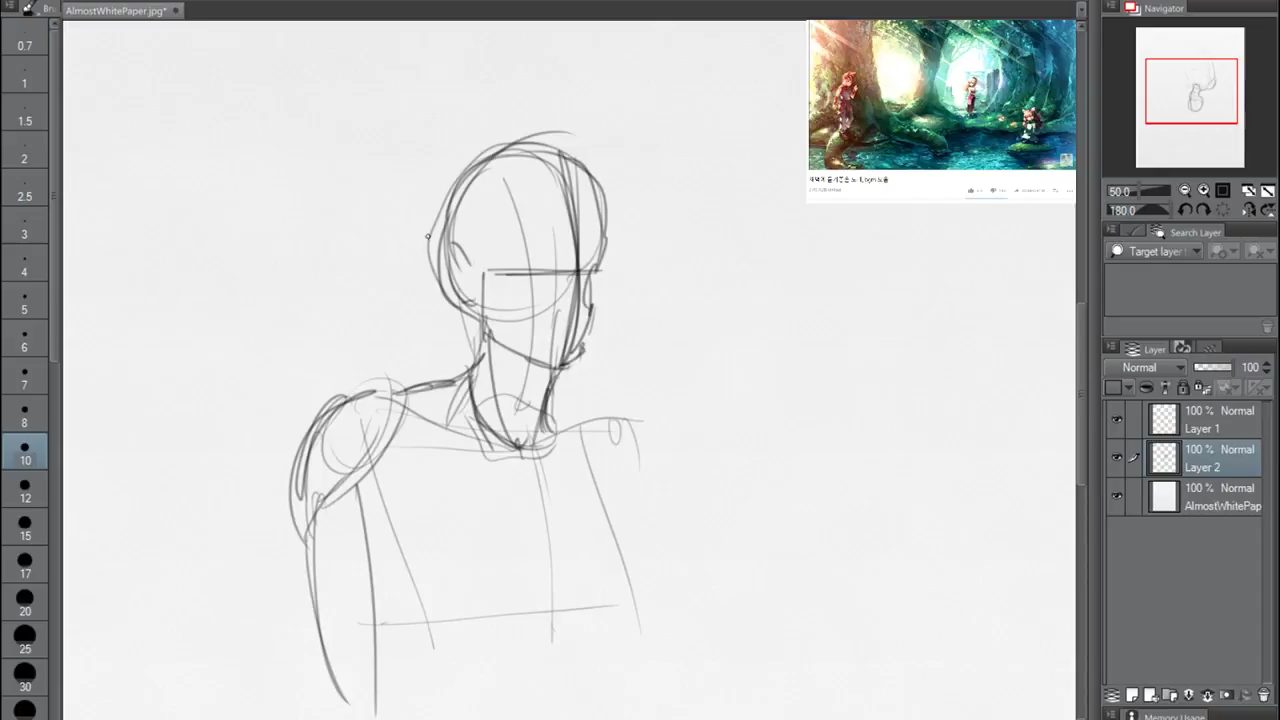 Bru
AlmostWhitePaper.jpg*
Navigator
0.7
1
1.5
2
2.5
3
4
5
6
7
8
10
12
15
17
20
25
30
50.0
180.0
Search Layer
Target layer
Layer
Normal
100
100 % Normal
Layer 1
100 % Normal
Layer 2
100 % Normal
AlmostWhitePap
Memory Usage